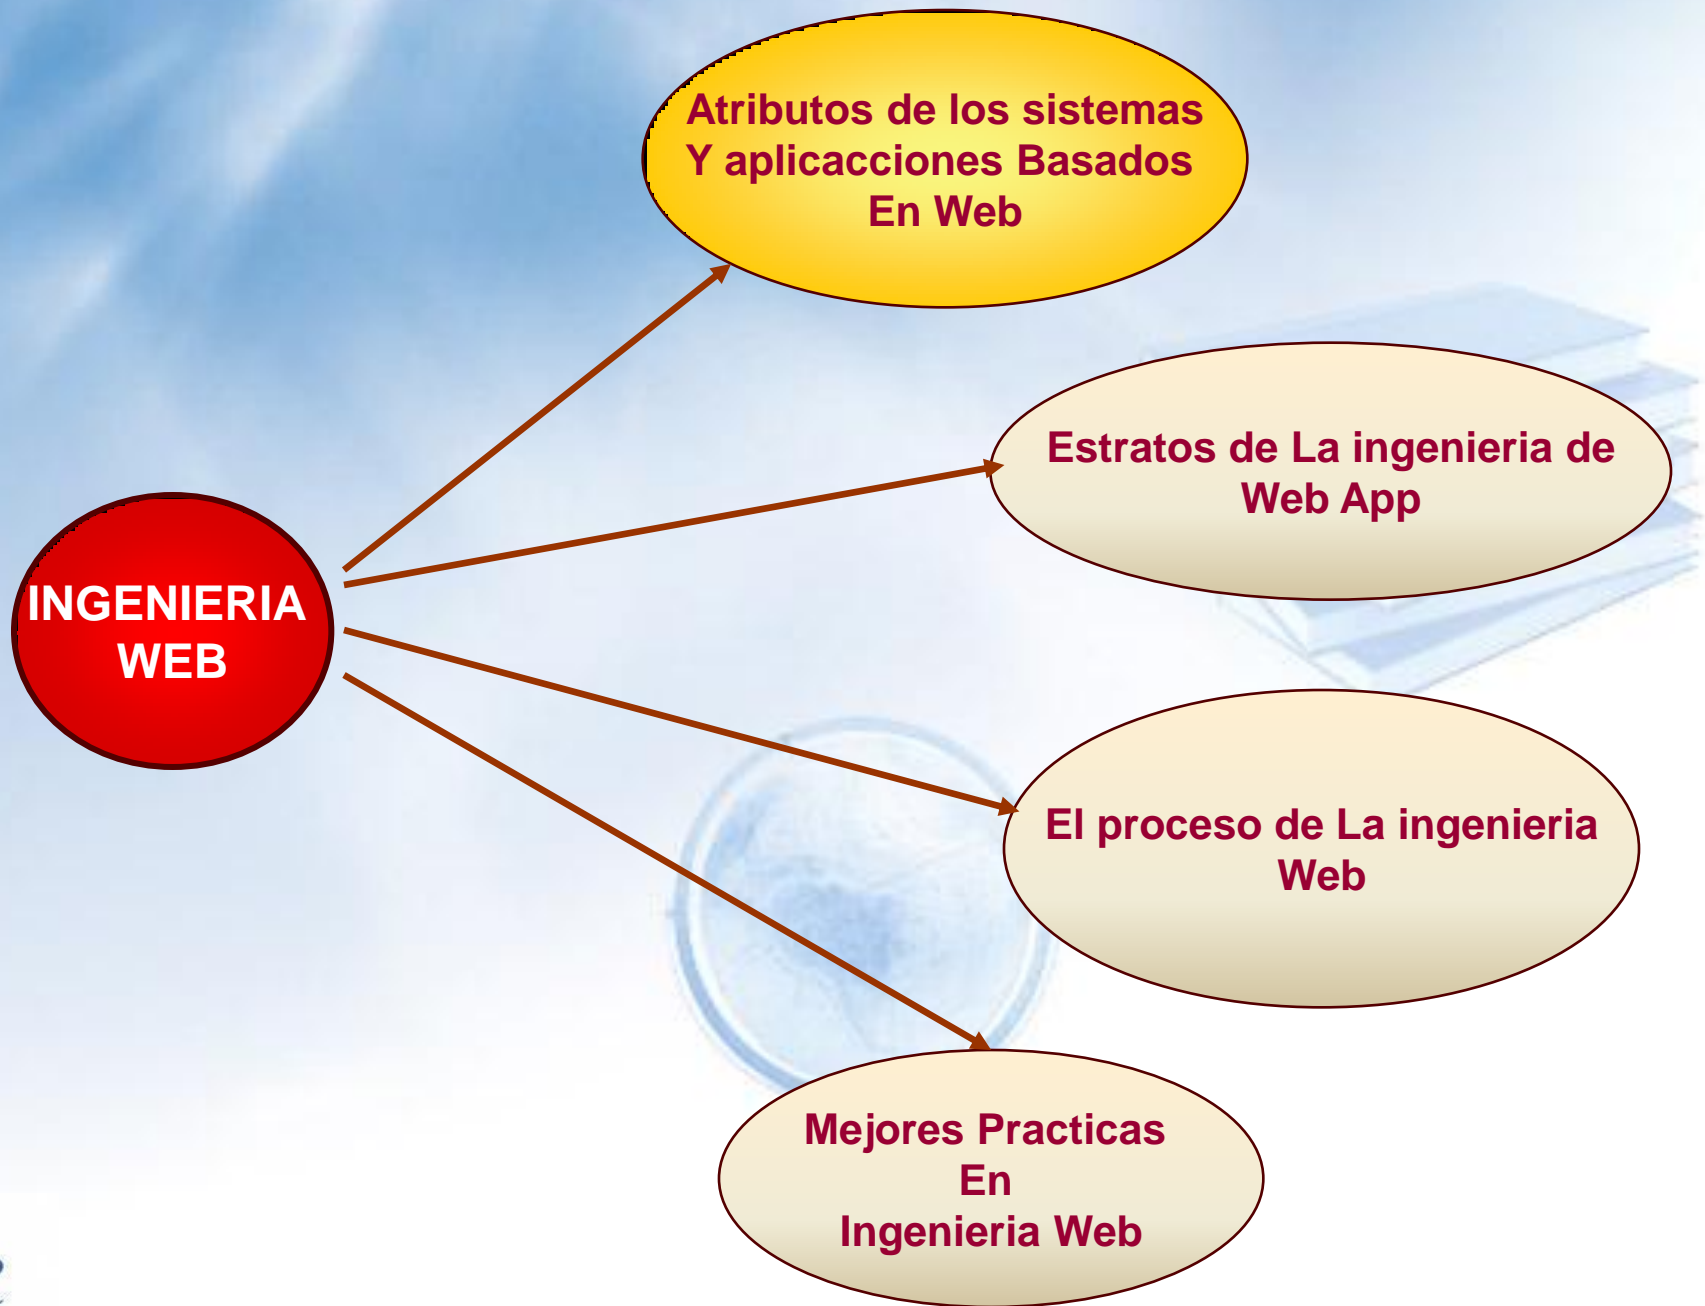 Atributos de los sistemas
Y aplicacciones Basados
En Web
Estratos de La ingenieria de
Web App
INGENIERIA
WEB
El proceso de La ingenieria
Web
Mejores Practicas
En
Ingenieria Web